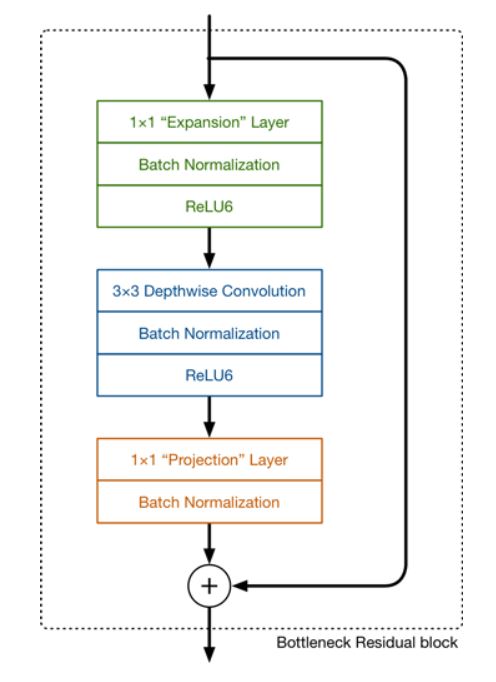 1×1 “Expansion” Layer
Batch Normalization
ReLU6
3×3 Depthwise Convolution
Batch Normalization
ReLU6
1×1 “Projection” Layer
Batch Normalization
+
Bottleneck Residual block